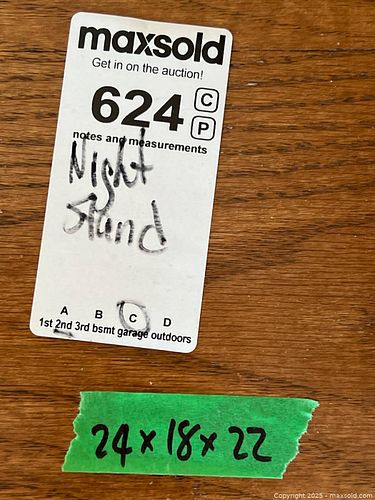 maxsold
Get in on the auction!
624 C
P
notes and measurements
Night
Stand
A B C D
1st 2nd 3rd bsmt garage outdoors
24 x 18 x 22
Copyright 2025 - maxsold.com